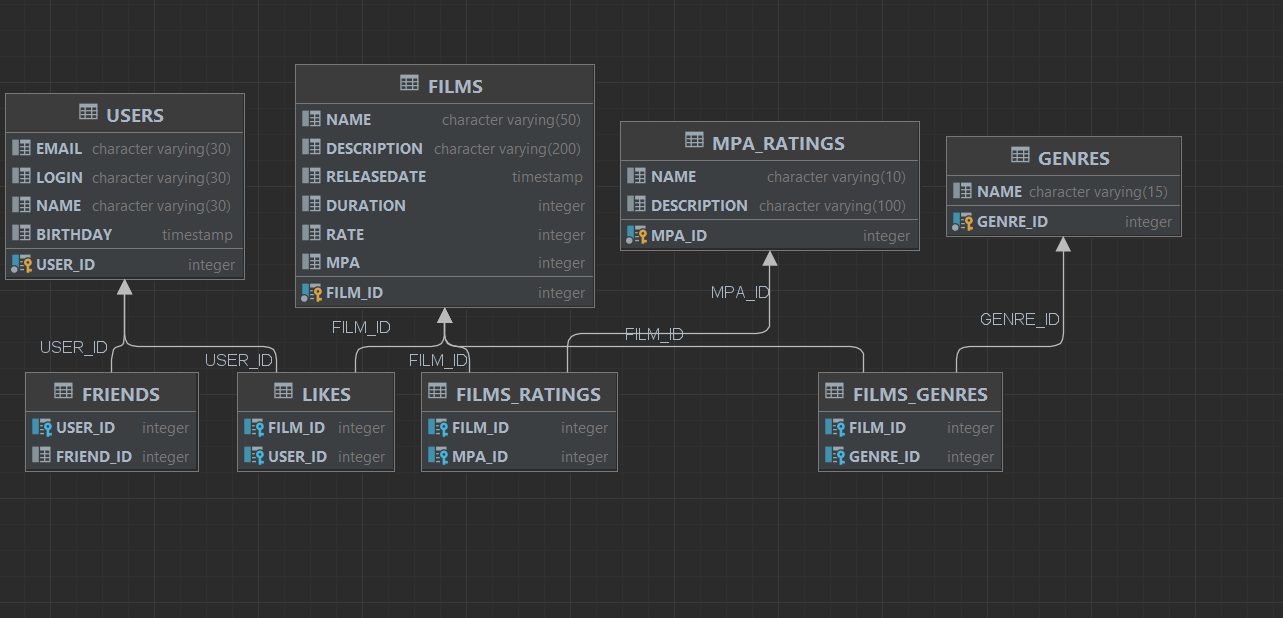 USERS
EMAIL character varying(30)
LOGIN character varying(30)
NAME character varying(30)
BIRTHDAY timestamp
USER_ID integer
FILMS
NAME character varying(50)
DESCRIPTION character varying(200)
RELEASEDATE timestamp
DURATION integer
RATE integer
MPA integer
FILM_ID integer
MPA_RATINGS
NAME character varying(10)
DESCRIPTION character varying(100)
MPA_ID integer
GENRES
NAME character varying(15)
GENRE_ID integer
USER_ID
USER_ID
FILM_ID
FILM_ID
FILM_ID
MPA_ID
GENRE_ID
FRIENDS
USER_ID integer
FRIEND_ID integer
LIKES
FILM_ID integer
USER_ID integer
FILMS_RATINGS
FILM_ID integer
MPA_ID integer
FILMS_GENRES
FILM_ID integer
GENRE_ID integer